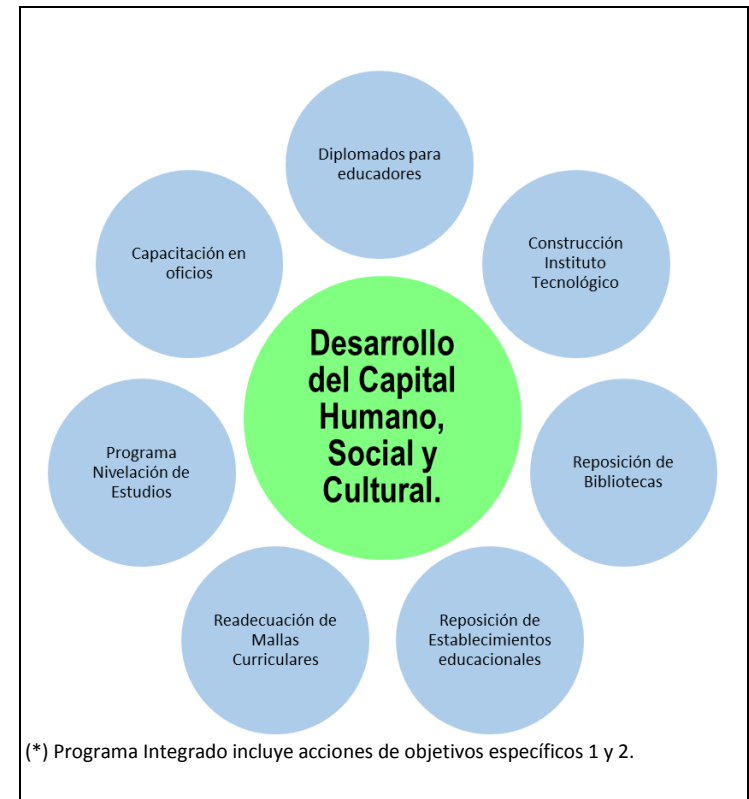 Diplomados para
educadores
Capacitación en
oficios
Construcción
Instituto
Tecnológico
Desarrollo
del Capital
Humano,
Social y
Cultural.
Programa
Nivelación de
Estudios
Reposición de
Bibliotecas
Readecuación de
Mallas
Curriculares
Reposición de
Establecimientos
educacionales
(*) Programa Integrado incluye acciones de objetivos específicos 1 y 2.